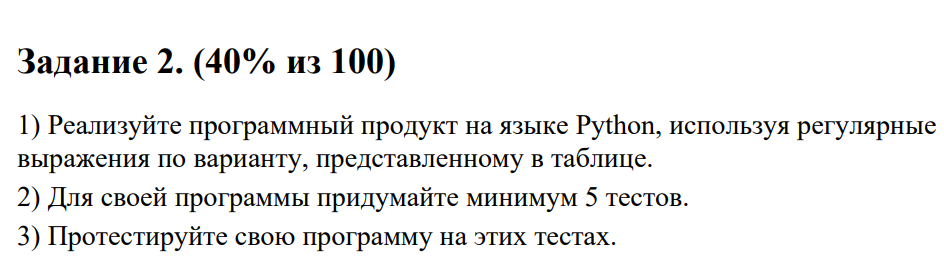 Задание 2. (40% из 100)
1) Реализуйте программный продукт на языке Python, используя регулярные
выражения по варианту, представленному в таблице.
2) Для своей программы придумайте минимум 5 тестов.
3) Протестируйте свою программу на этих тестах.